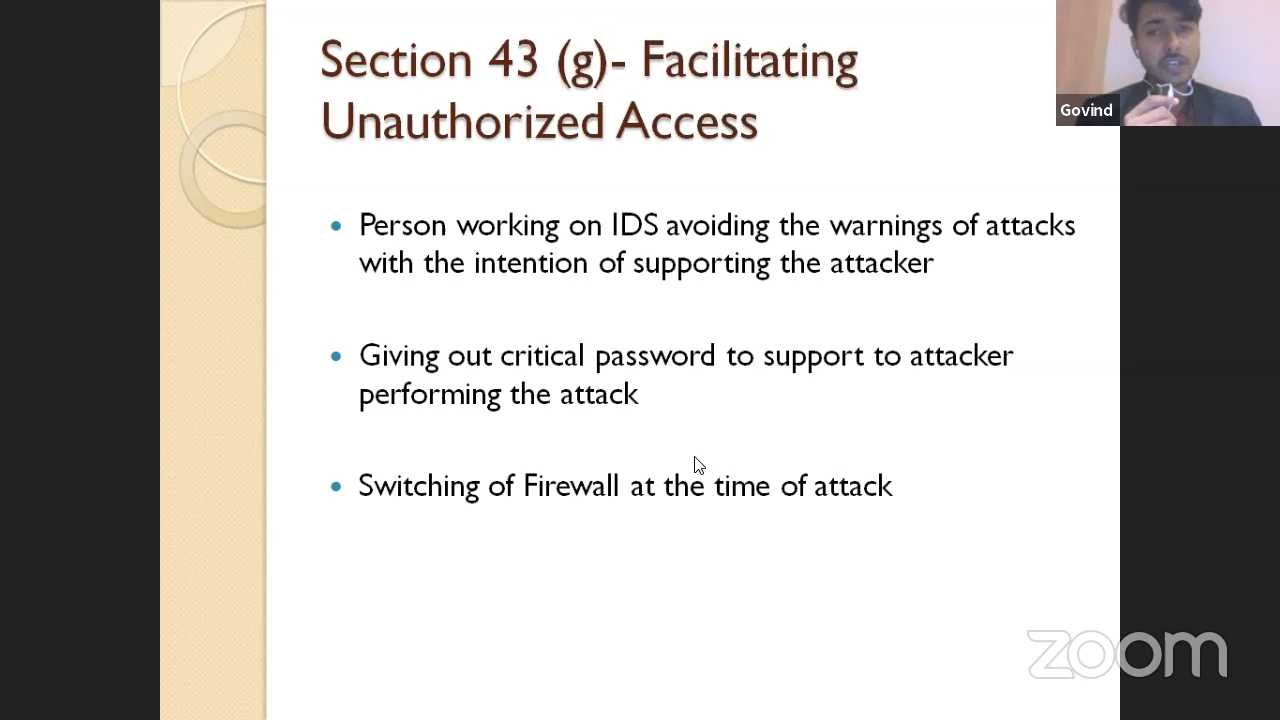 Section 43 (g)- Facilitating
Unauthorized Access
Govind
• Person working on IDS avoiding the warnings of attacks
with the intention of supporting the attacker
• Giving out critical password to support to attacker
performing the attack
• Switching of Firewall at the time of attack
zoom